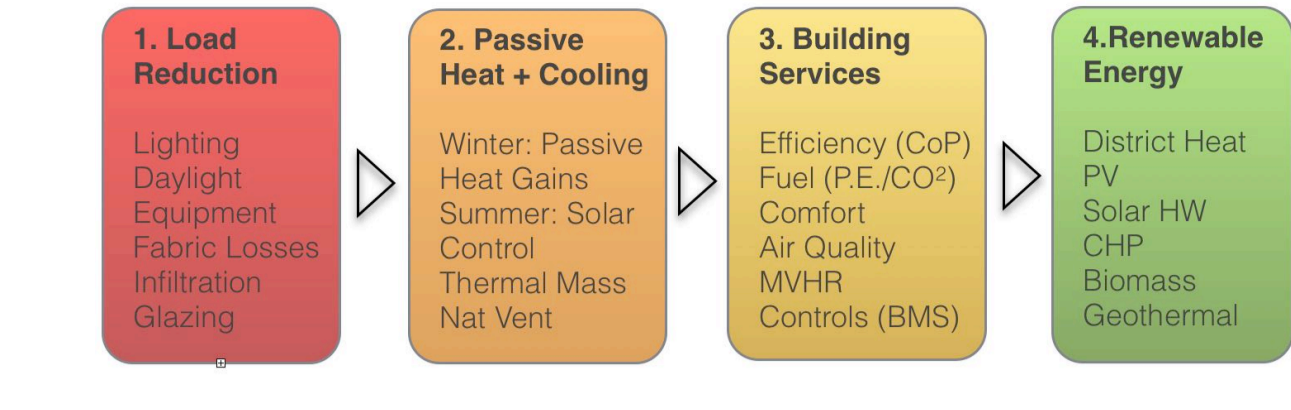 1. Load
Reduction
Lighting
Daylight
Equipment
Fabric Losses
Infiltration
Glazing
2. Passive
Heat + Cooling
Winter: Passive
Heat Gains
Summer: Solar
Control
Thermal Mass
Nat Vent
3. Building
Services
Efficiency (CoP)
Fuel (P.E./CO²)
Comfort
Air Quality
MVHR
Controls (BMS)
4.Renewable
Energy
District Heat
PV
Solar HW
CHP
Biomass
Geothermal